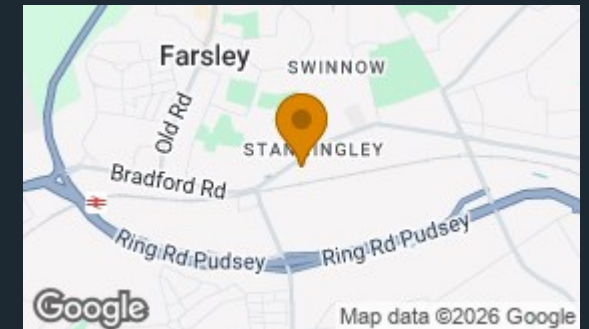 Farsley
SWINNOW
Old Rd
STANNINGLEY
Bradford Rd
Ring Rd Pudsey
Ring Rd Pudsey
Google
Map data ©2026 Google